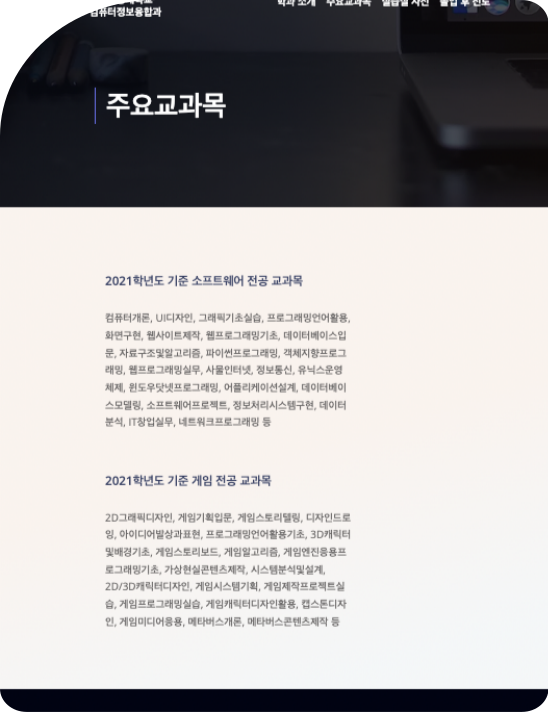 컴퓨터정보융합과
학과 소개 주요교과목 실습실 사진 졸업 후 진로
주요교과목
2021학년도 기준 소프트웨어 전공 교과목
컴퓨터개론, UI디자인, 그래픽기초실습, 프로그래밍언어활용,
화면구현, 웹사이트제작, 웹프로그래밍기초, 데이터베이스입
문, 자료구조및알고리즘, 파이썬프로그래밍, 객체지향프로그
래밍, 웹프로그래밍실무, 사물인터넷, 정보통신, 유닉스운영
체제, 윈도우닷넷프로그래밍, 어플리케이션설계, 데이터베이
스모델링, 소프트웨어프로젝트, 정보처리시스템구현, 데이터
분석, IT창업실무, 네트워크프로그래밍 등
2021학년도 기준 게임 전공 교과목
2D그래픽디자인, 게임기획입문, 게임스토리텔링, 디자인드로
잉, 아이디어발상과표현, 프로그래밍언어활용기초, 3D캐릭터
및배경기초, 게임스토리보드, 게임알고리즘, 게임엔진응용프
로그래밍기초, 가상현실콘텐츠제작, 시스템분석및설계,
2D/3D캐릭터디자인, 게임시스템기획, 게임제작프로젝트실
습, 게임프로그래밍실습, 게임캐릭터디자인활용, 캡스톤디자
인, 게임미디어응용, 메타버스개론, 메타버스콘텐츠제작 등